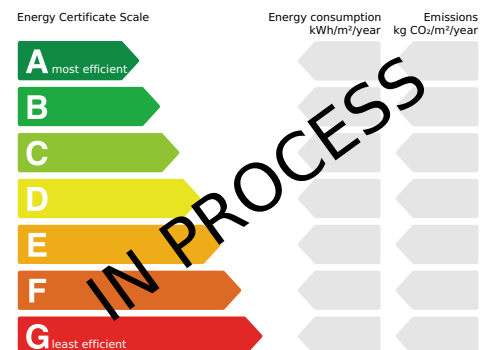 Energy Certificate Scale
Energy consumption
kWh/m²/year
Emissions
kg CO₂/m²/year
A most efficient
B
C
D
E
F
G least efficient
IN PROCESS